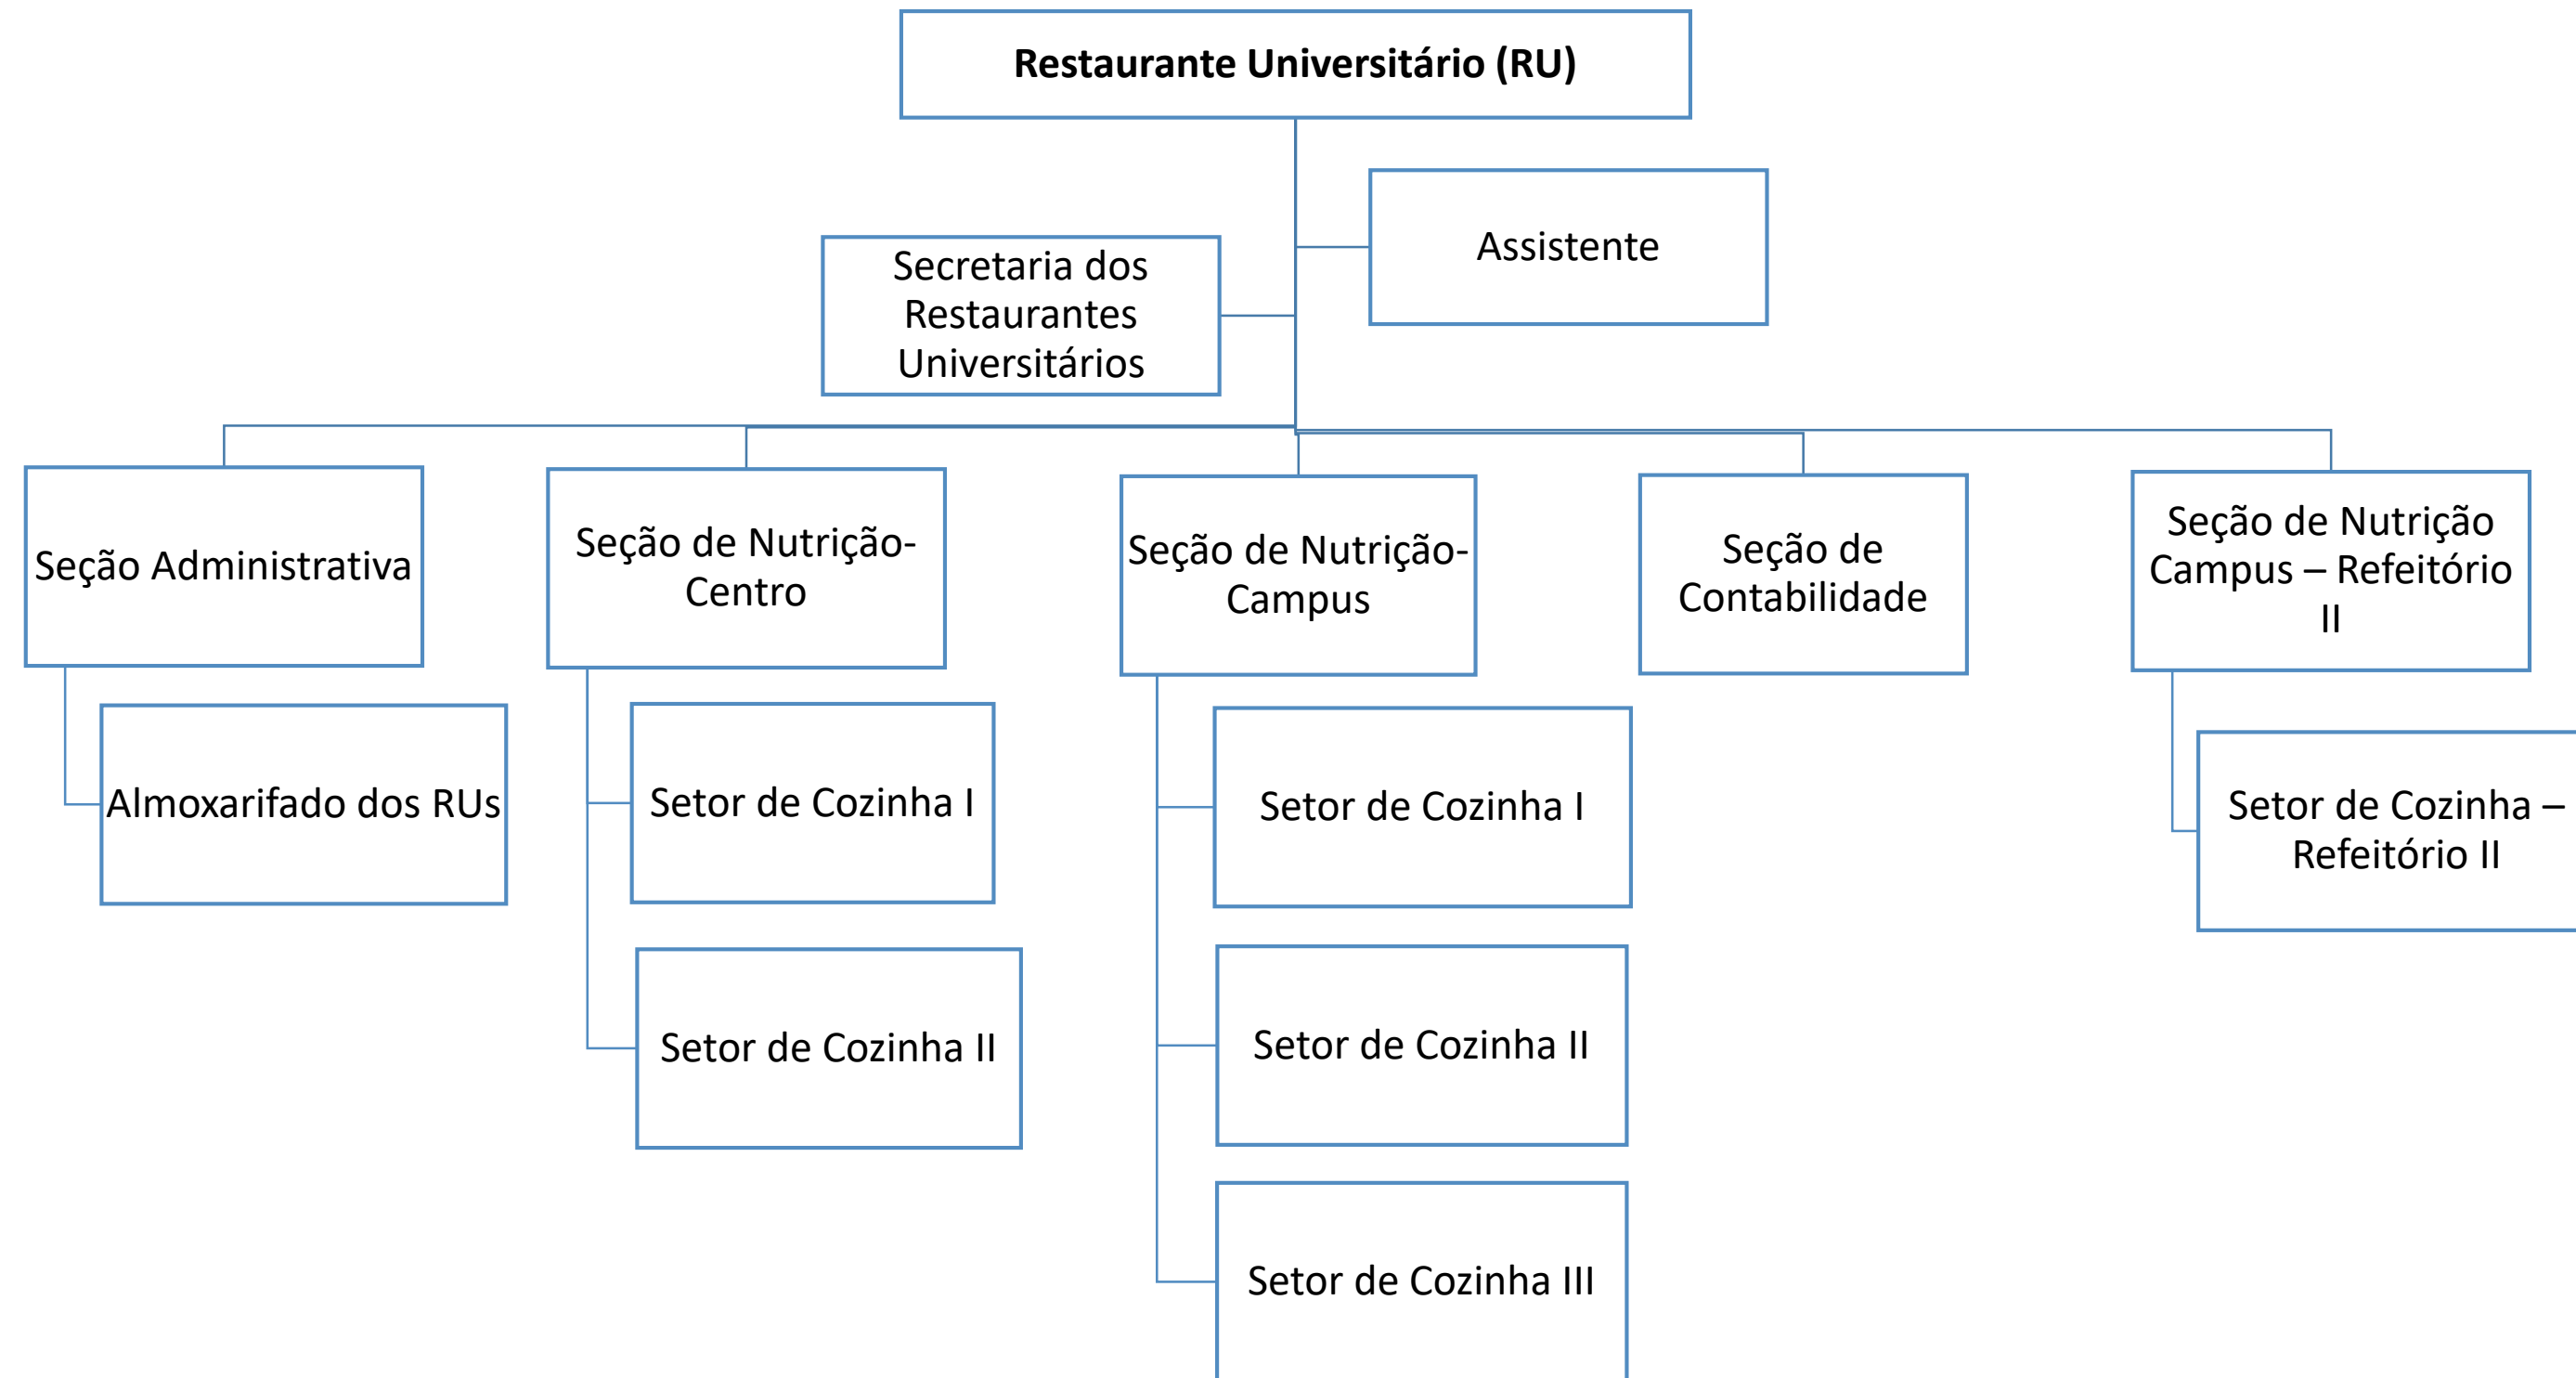 Restaurante Universitário (RU)
Assistente
Secretaria dos
Restaurantes
Universitários
Seção Administrativa
Seção de Nutrição-
Centro
Seção de Nutrição-
Campus
Seção de
Contabilidade
Seção de Nutrição
Campus – Refeitório
II
Almoxarifado dos RUs
Setor de Cozinha I
Setor de Cozinha I
Setor de Cozinha –
Refeitório II
Setor de Cozinha II
Setor de Cozinha II
Setor de Cozinha III